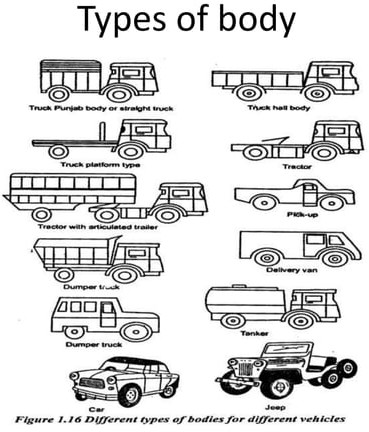 Types of body
Truck Punjab body or straight truck
Truck half body
Truck platform type
Tractor
Tractor with articulated trailer
Pick-up
Delivery van
Dumper truck
Tanker
Dumper truck
Car
Jeep
Figure 1.16 Different types of bodies for different vehicles